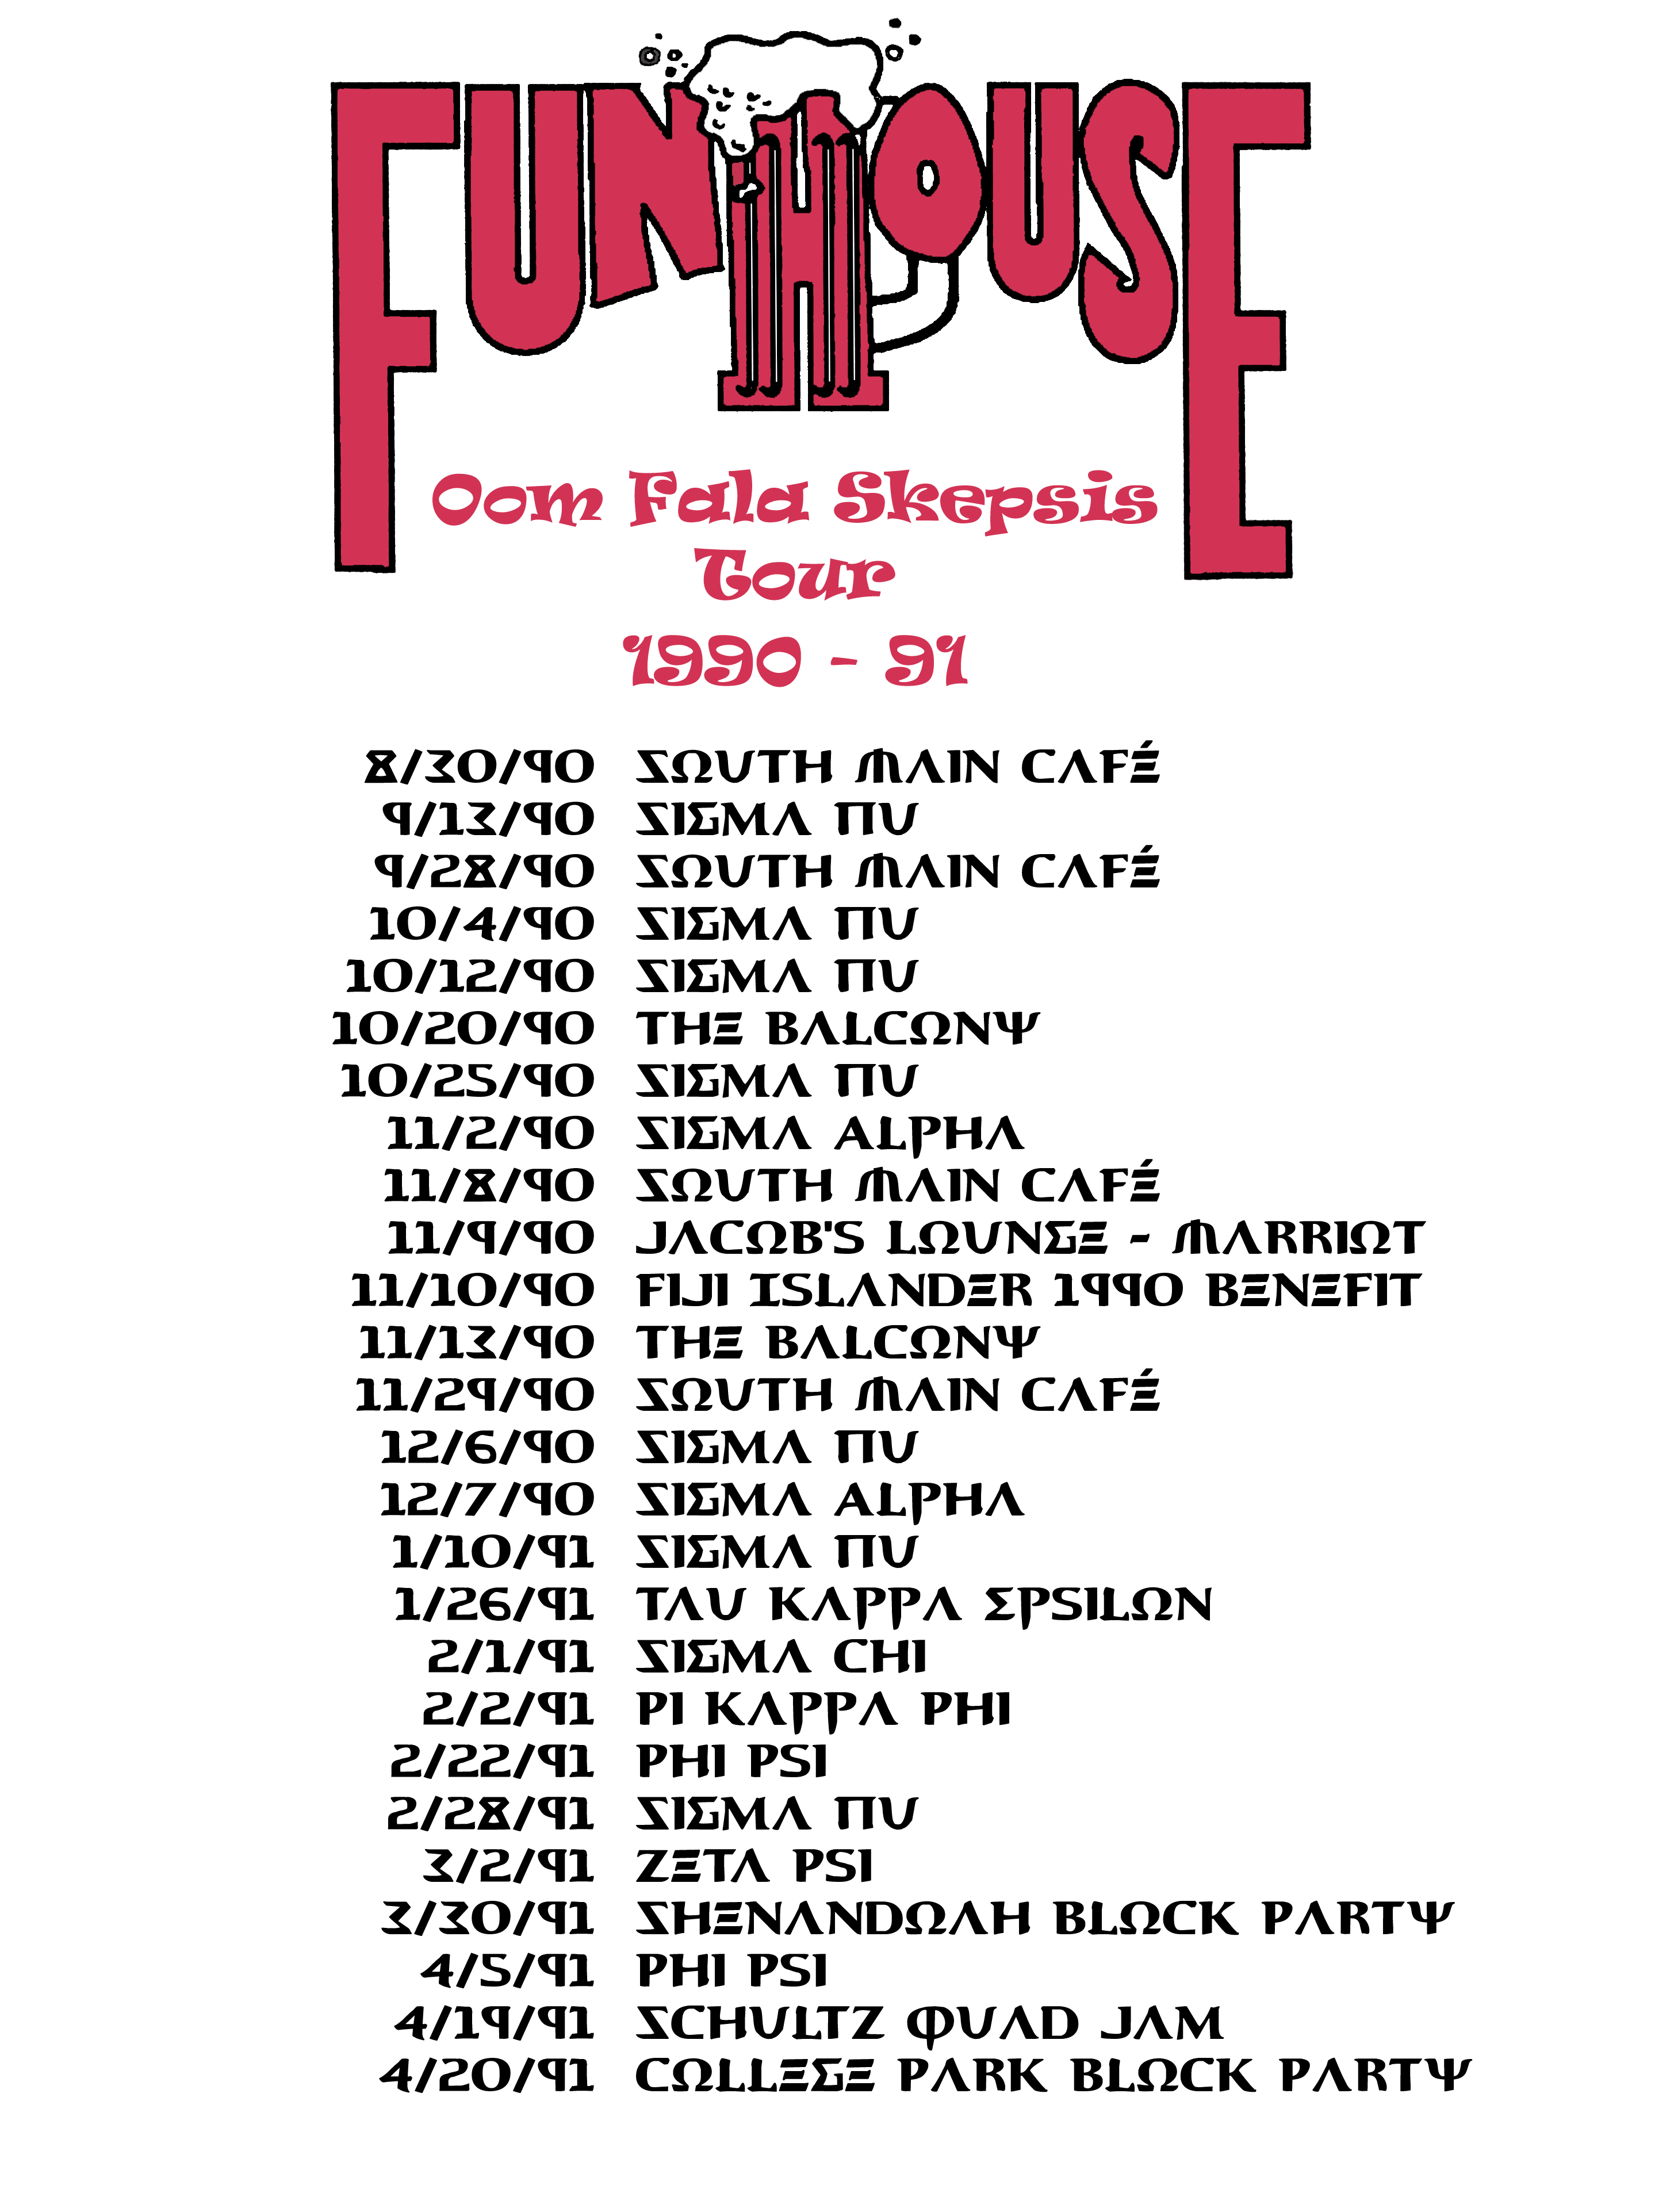 FUNHOUSE
Oom Fala Skepsis
Tour
1990 - 91
8/30/90 SOUTH MAIN CAFÉ
9/13/90 SIGMA NU
9/28/90 SOUTH MAIN CAFÉ
10/4/90 SIGMA NU
10/12/90 SIGMA NU
10/20/90 THE BALCONY
10/25/90 SIGMA NU
11/2/90 SIGMA ALPHA
11/8/90 SOUTH MAIN CAFÉ
11/9/90 JACOB'S LOUNGE - MARRIOT
11/10/90 FIJI ISLANDER 1990 BENEFIT
11/13/90 THE BALCONY
11/29/90 SOUTH MAIN CAFÉ
12/6/90 SIGMA NU
12/7/90 SIGMA ALPHA
1/10/91 SIGMA NU
1/26/91 TAU KAPPA EPSILON
2/1/91 SIGMA CHI
2/2/91 PI KAPPA PHI
2/22/91 PHI PSI
2/28/91 SIGMA NU
3/2/91 ZETA PSI
3/30/91 SHENANDOAH BLOCK PARTY
4/5/91 PHI PSI
4/19/91 SCHULTZ QUAD JAM
4/20/91 COLLEGE PARK BLOCK PARTY